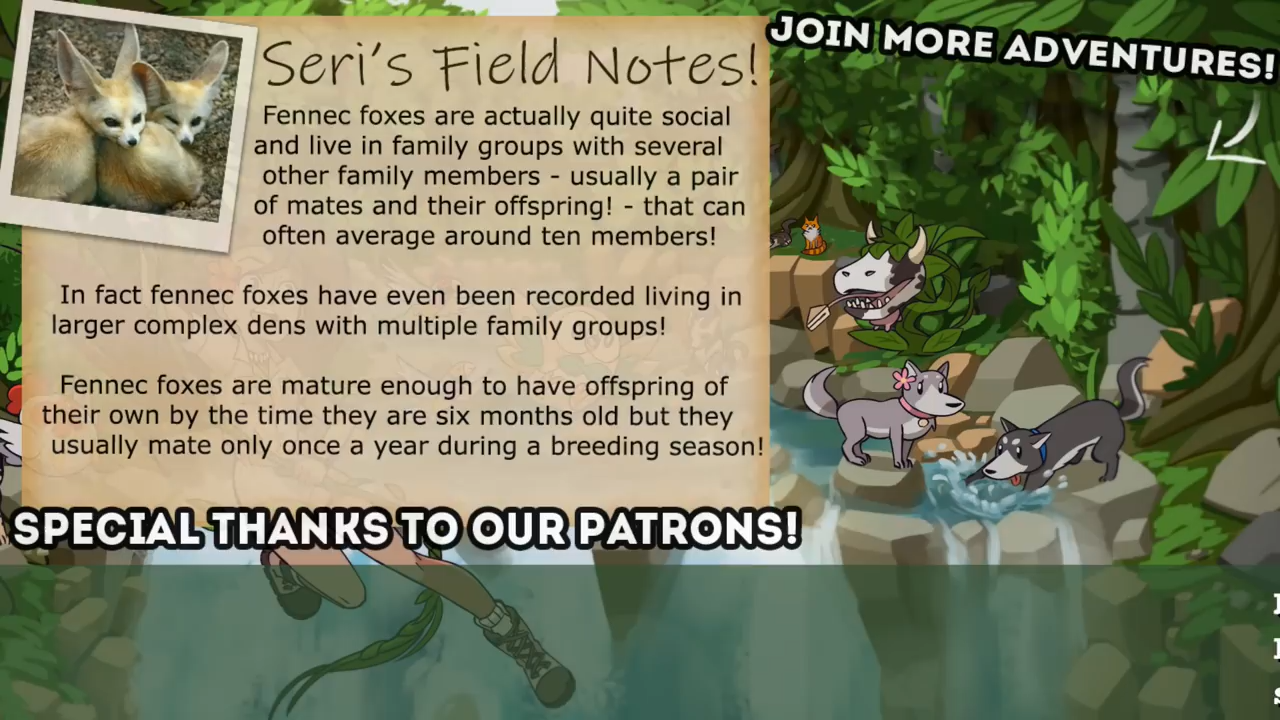 Seri's Field Notes!
Fennec foxes are actually quite social
and live in family groups with several
other family members - usually a pair
of mates and their offspring! - that can
often average around ten members!
In fact fennec foxes have even been recorded living in
larger complex dens with multiple family groups!
Fennec foxes are mature enough to have offspring of
their own by the time they are six months old but they
usually mate only once a year during a breeding season!
JOIN MORE ADVENTURES!
SPECIAL THANKS TO OUR PATRONS!